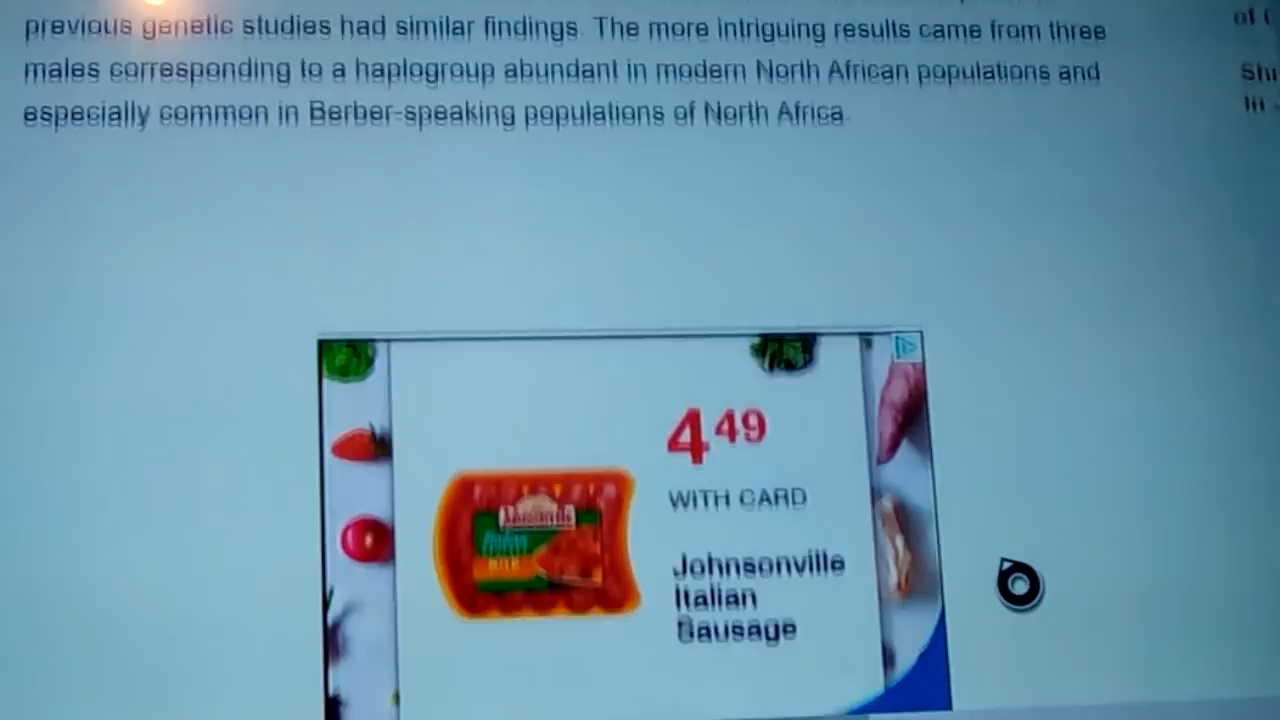 previous genetic studies had similar findings. The more intriguing results came from three
males corresponding to a haplogroup abundant in modern North African populations and
especially common in Berber-speaking populations of North Africa.
4 49
WITH CARD
Johnsonville
Italian
Sausage